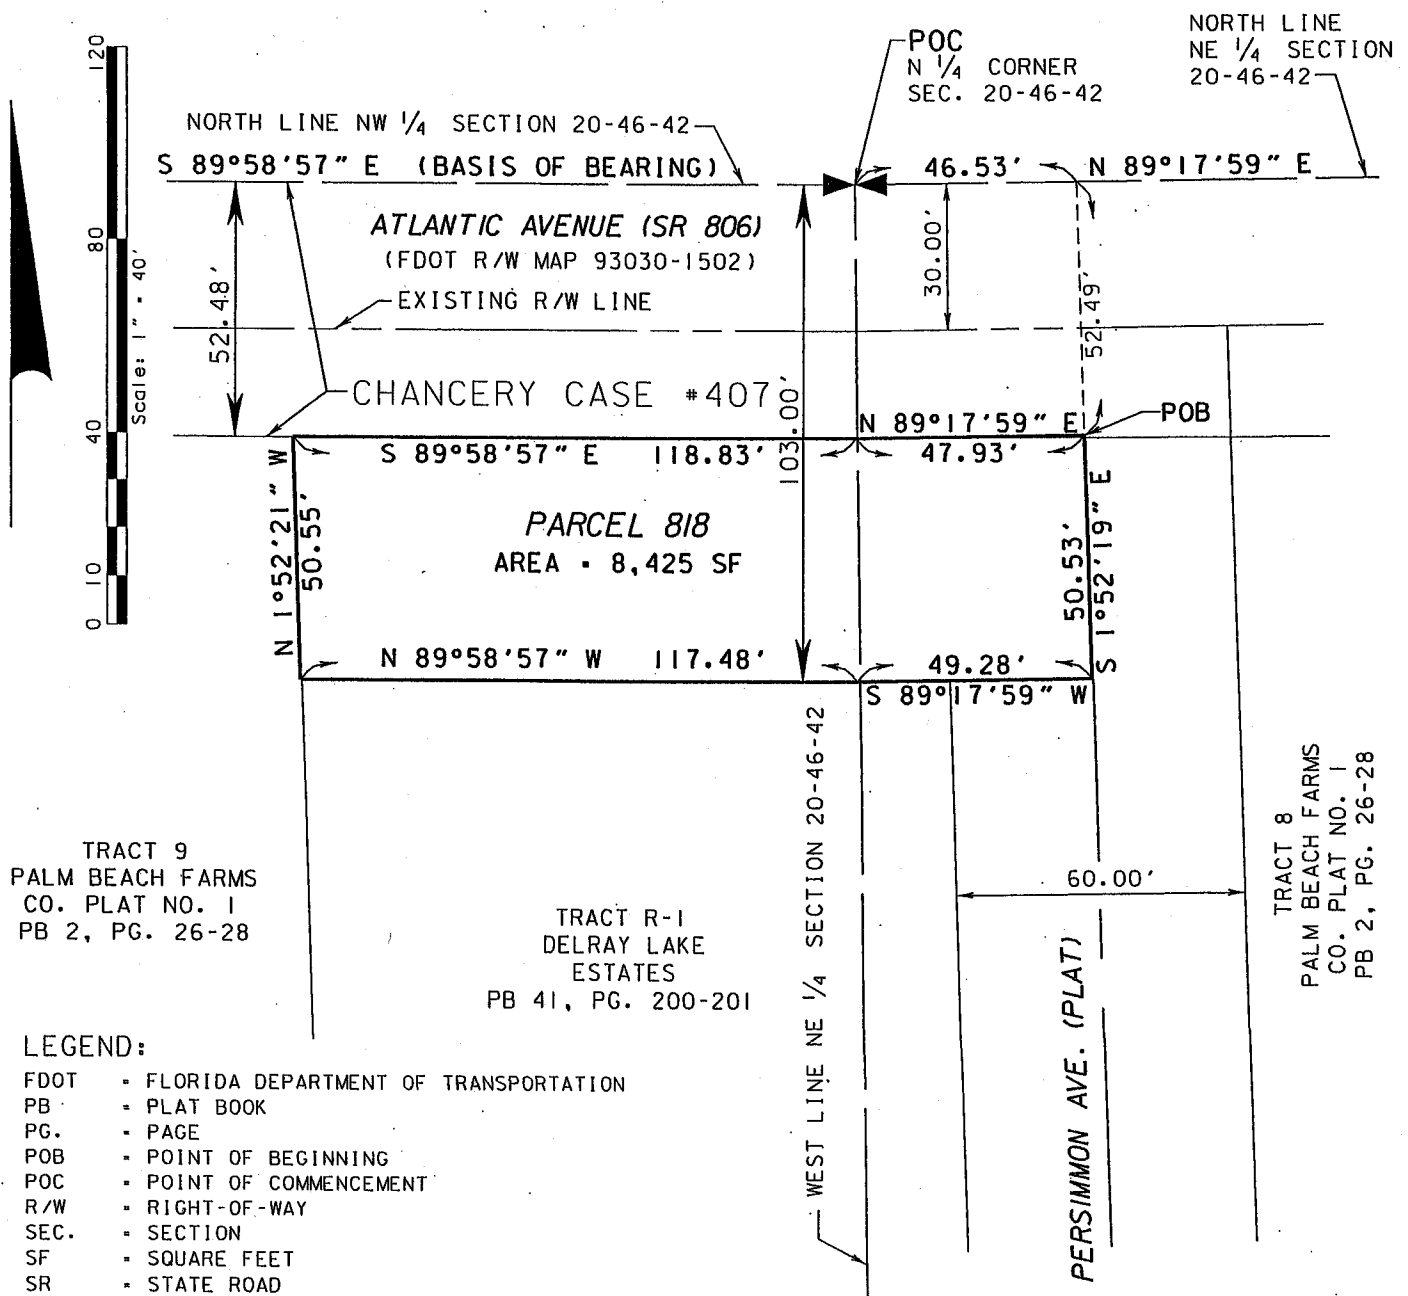 NORTH LINE
NE 1/4 SECTION
20-46-42
POC
N 1/4 CORNER
SEC. 20-46-42
NORTH LINE NW 1/4 SECTION 20-46-42
S 89°58'57" E (BASIS OF BEARING)
46.53'
N 89°17'59" E
120
80
40
10
0
Scale: 1" = 40'
52.48'
ATLANTIC AVENUE (SR 806)
(FDOT R/W MAP 93030-1502)
EXISTING R/W LINE
30.00'
52.49'
103.00'
CHANCERY CASE #407
N 89°17'59" E
POB
S 89°58'57" E 118.83'
47.93'
N 1°52'21" W
50.55'
PARCEL 818
AREA = 8,425 SF
50.53'
S 1°52'19" E
N 89°58'57" W 117.48'
49.28'
S 89°17'59" W
WEST LINE NE 1/4 SECTION 20-46-42
TRACT 9
PALM BEACH FARMS
CO. PLAT NO. 1
PB 2, PG. 26-28
TRACT R-1
DELRAY LAKE
ESTATES
PB 41, PG. 200-201
60.00'
PERSIMMON AVE. (PLAT)
TRACT 8
PALM BEACH FARMS
CO. PLAT NO. 1
PB 2, PG. 26-28
LEGEND:
FDOT = FLORIDA DEPARTMENT OF TRANSPORTATION
PB = PLAT BOOK
PG. = PAGE
POB = POINT OF BEGINNING
POC = POINT OF COMMENCEMENT
R/W = RIGHT-OF-WAY
SEC. = SECTION
SF = SQUARE FEET
SR = STATE ROAD